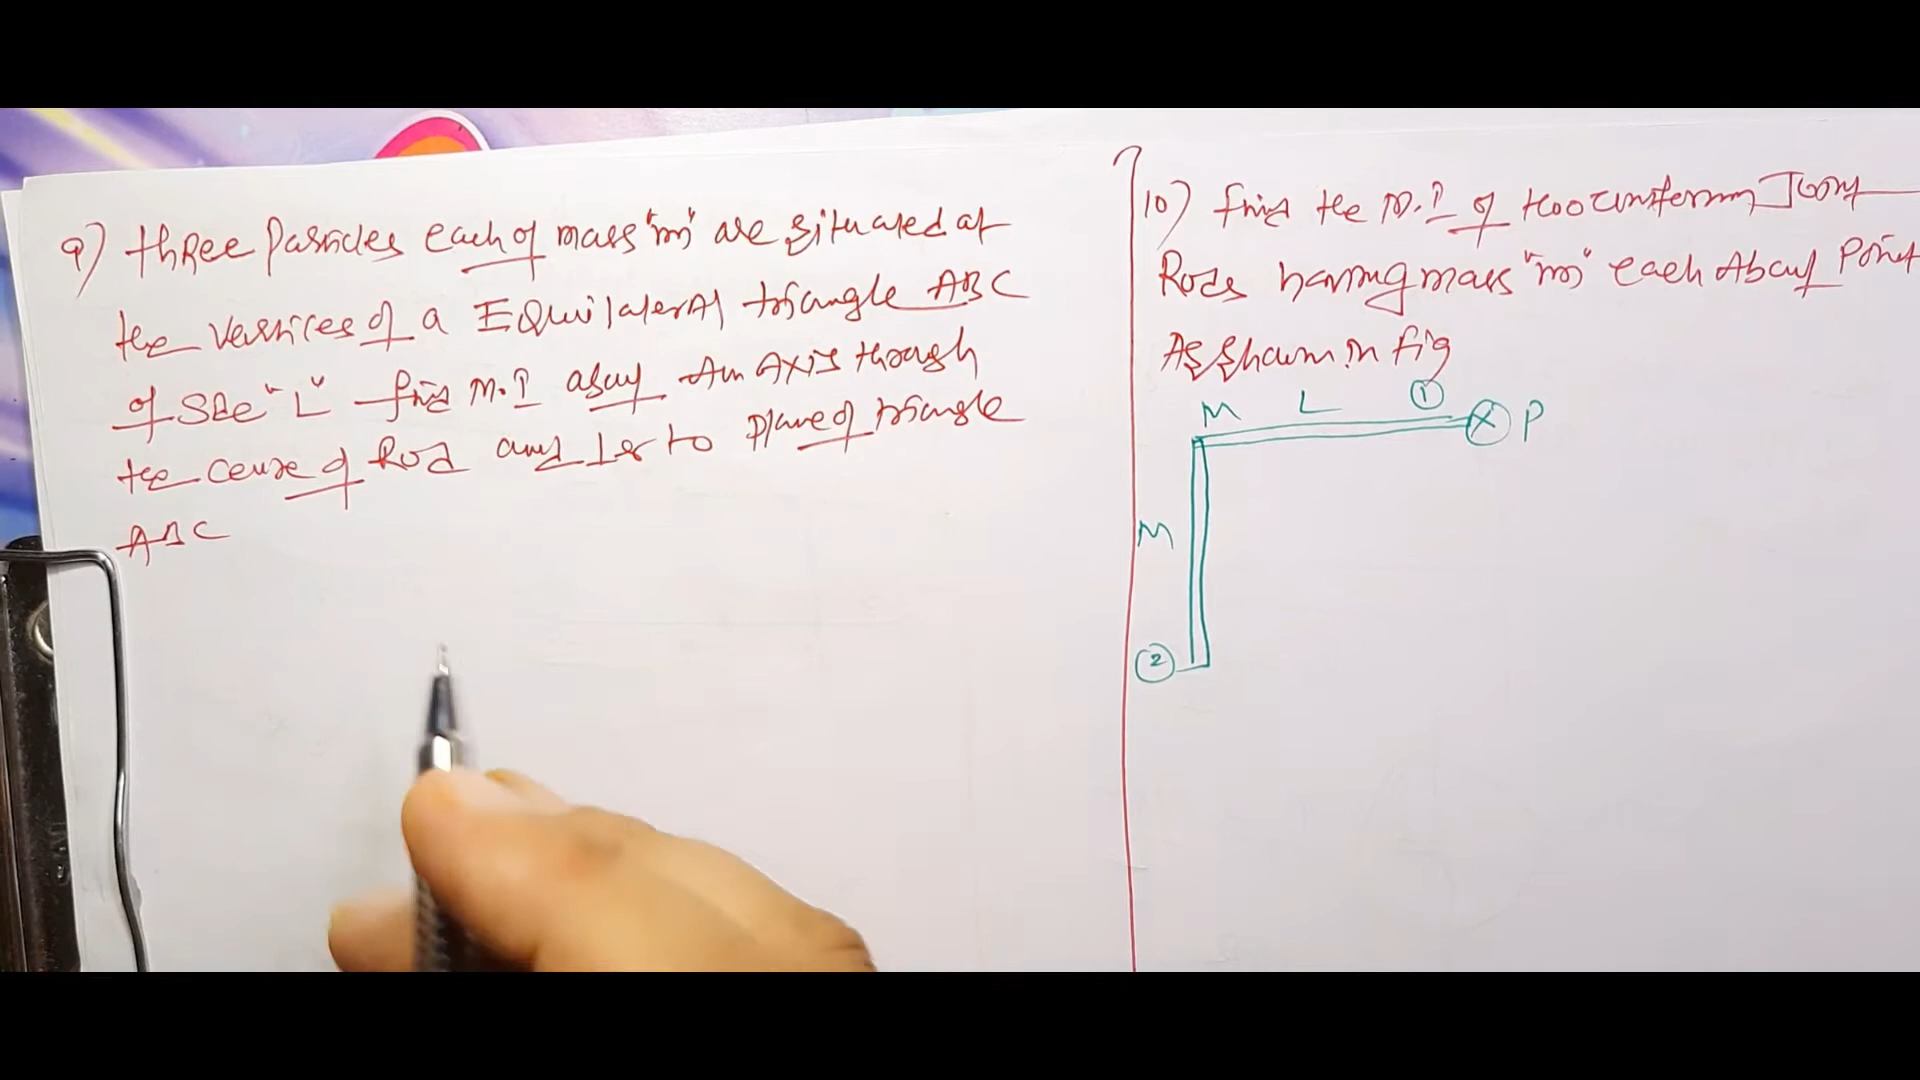 9) three Particles each of mass "m" are situated at
the vertices of a EQuilateral triangle ABC
of Side "L" find M.I about An AXIS through
the centre of Rod and ⊥er to plane of triangle
ABC
10) find the M.I of two uniform
Rods having mass "m" each About Point
As shown in fig
M L 1
P
M
2